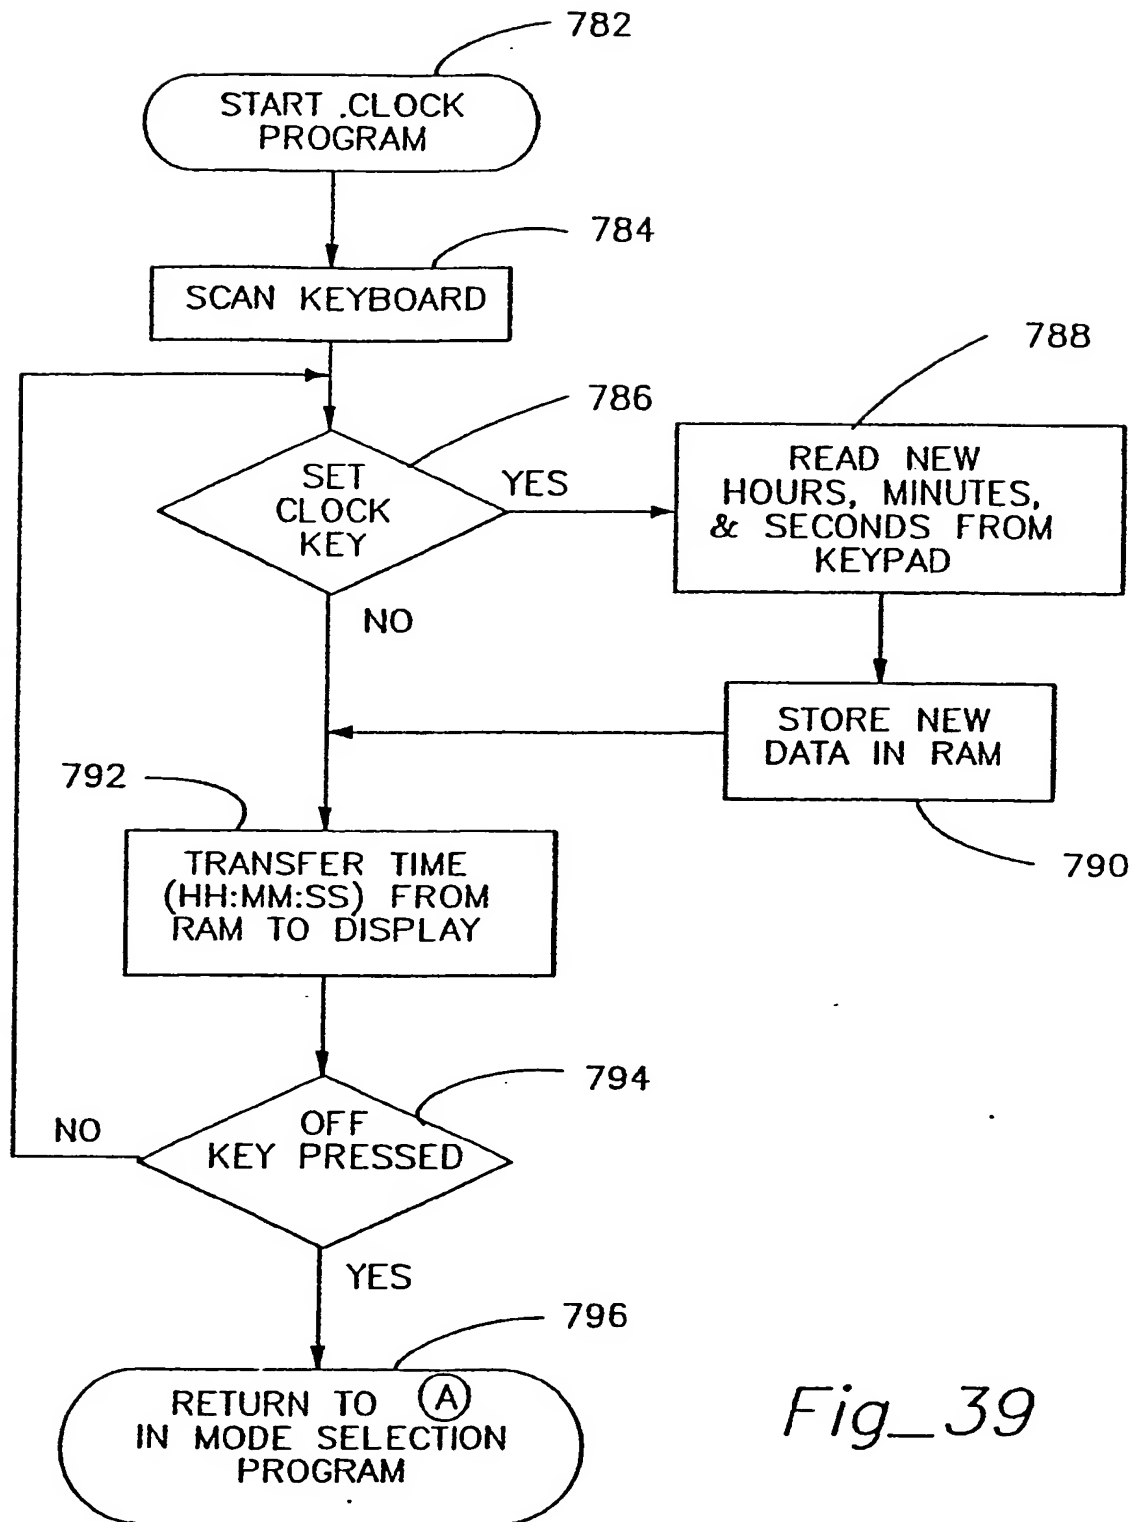 782
START .CLOCK
PROGRAM
784
SCAN KEYBOARD
788
786
SET
CLOCK
KEY
YES
READ NEW
HOURS, MINUTES,
& SECONDS FROM
KEYPAD
NO
STORE NEW
DATA IN RAM
792
790
TRANSFER TIME
(HH:MM:SS) FROM
RAM TO DISPLAY
794
OFF
KEY PRESSED
NO
YES
796
RETURN TO A
IN MODE SELECTION
PROGRAM
Fig_39